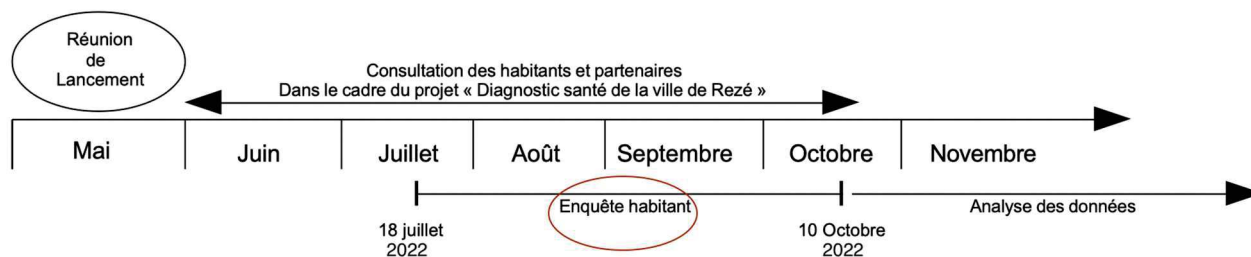 Réunion
de
Lancement
Consultation des habitants et partenaires
Dans le cadre du projet « Diagnostic santé de la ville de Rezé »
Mai Juin Juillet Août Septembre Octobre Novembre
Enquête habitant Analyse des données
18 juillet 10 Octobre
2022 2022